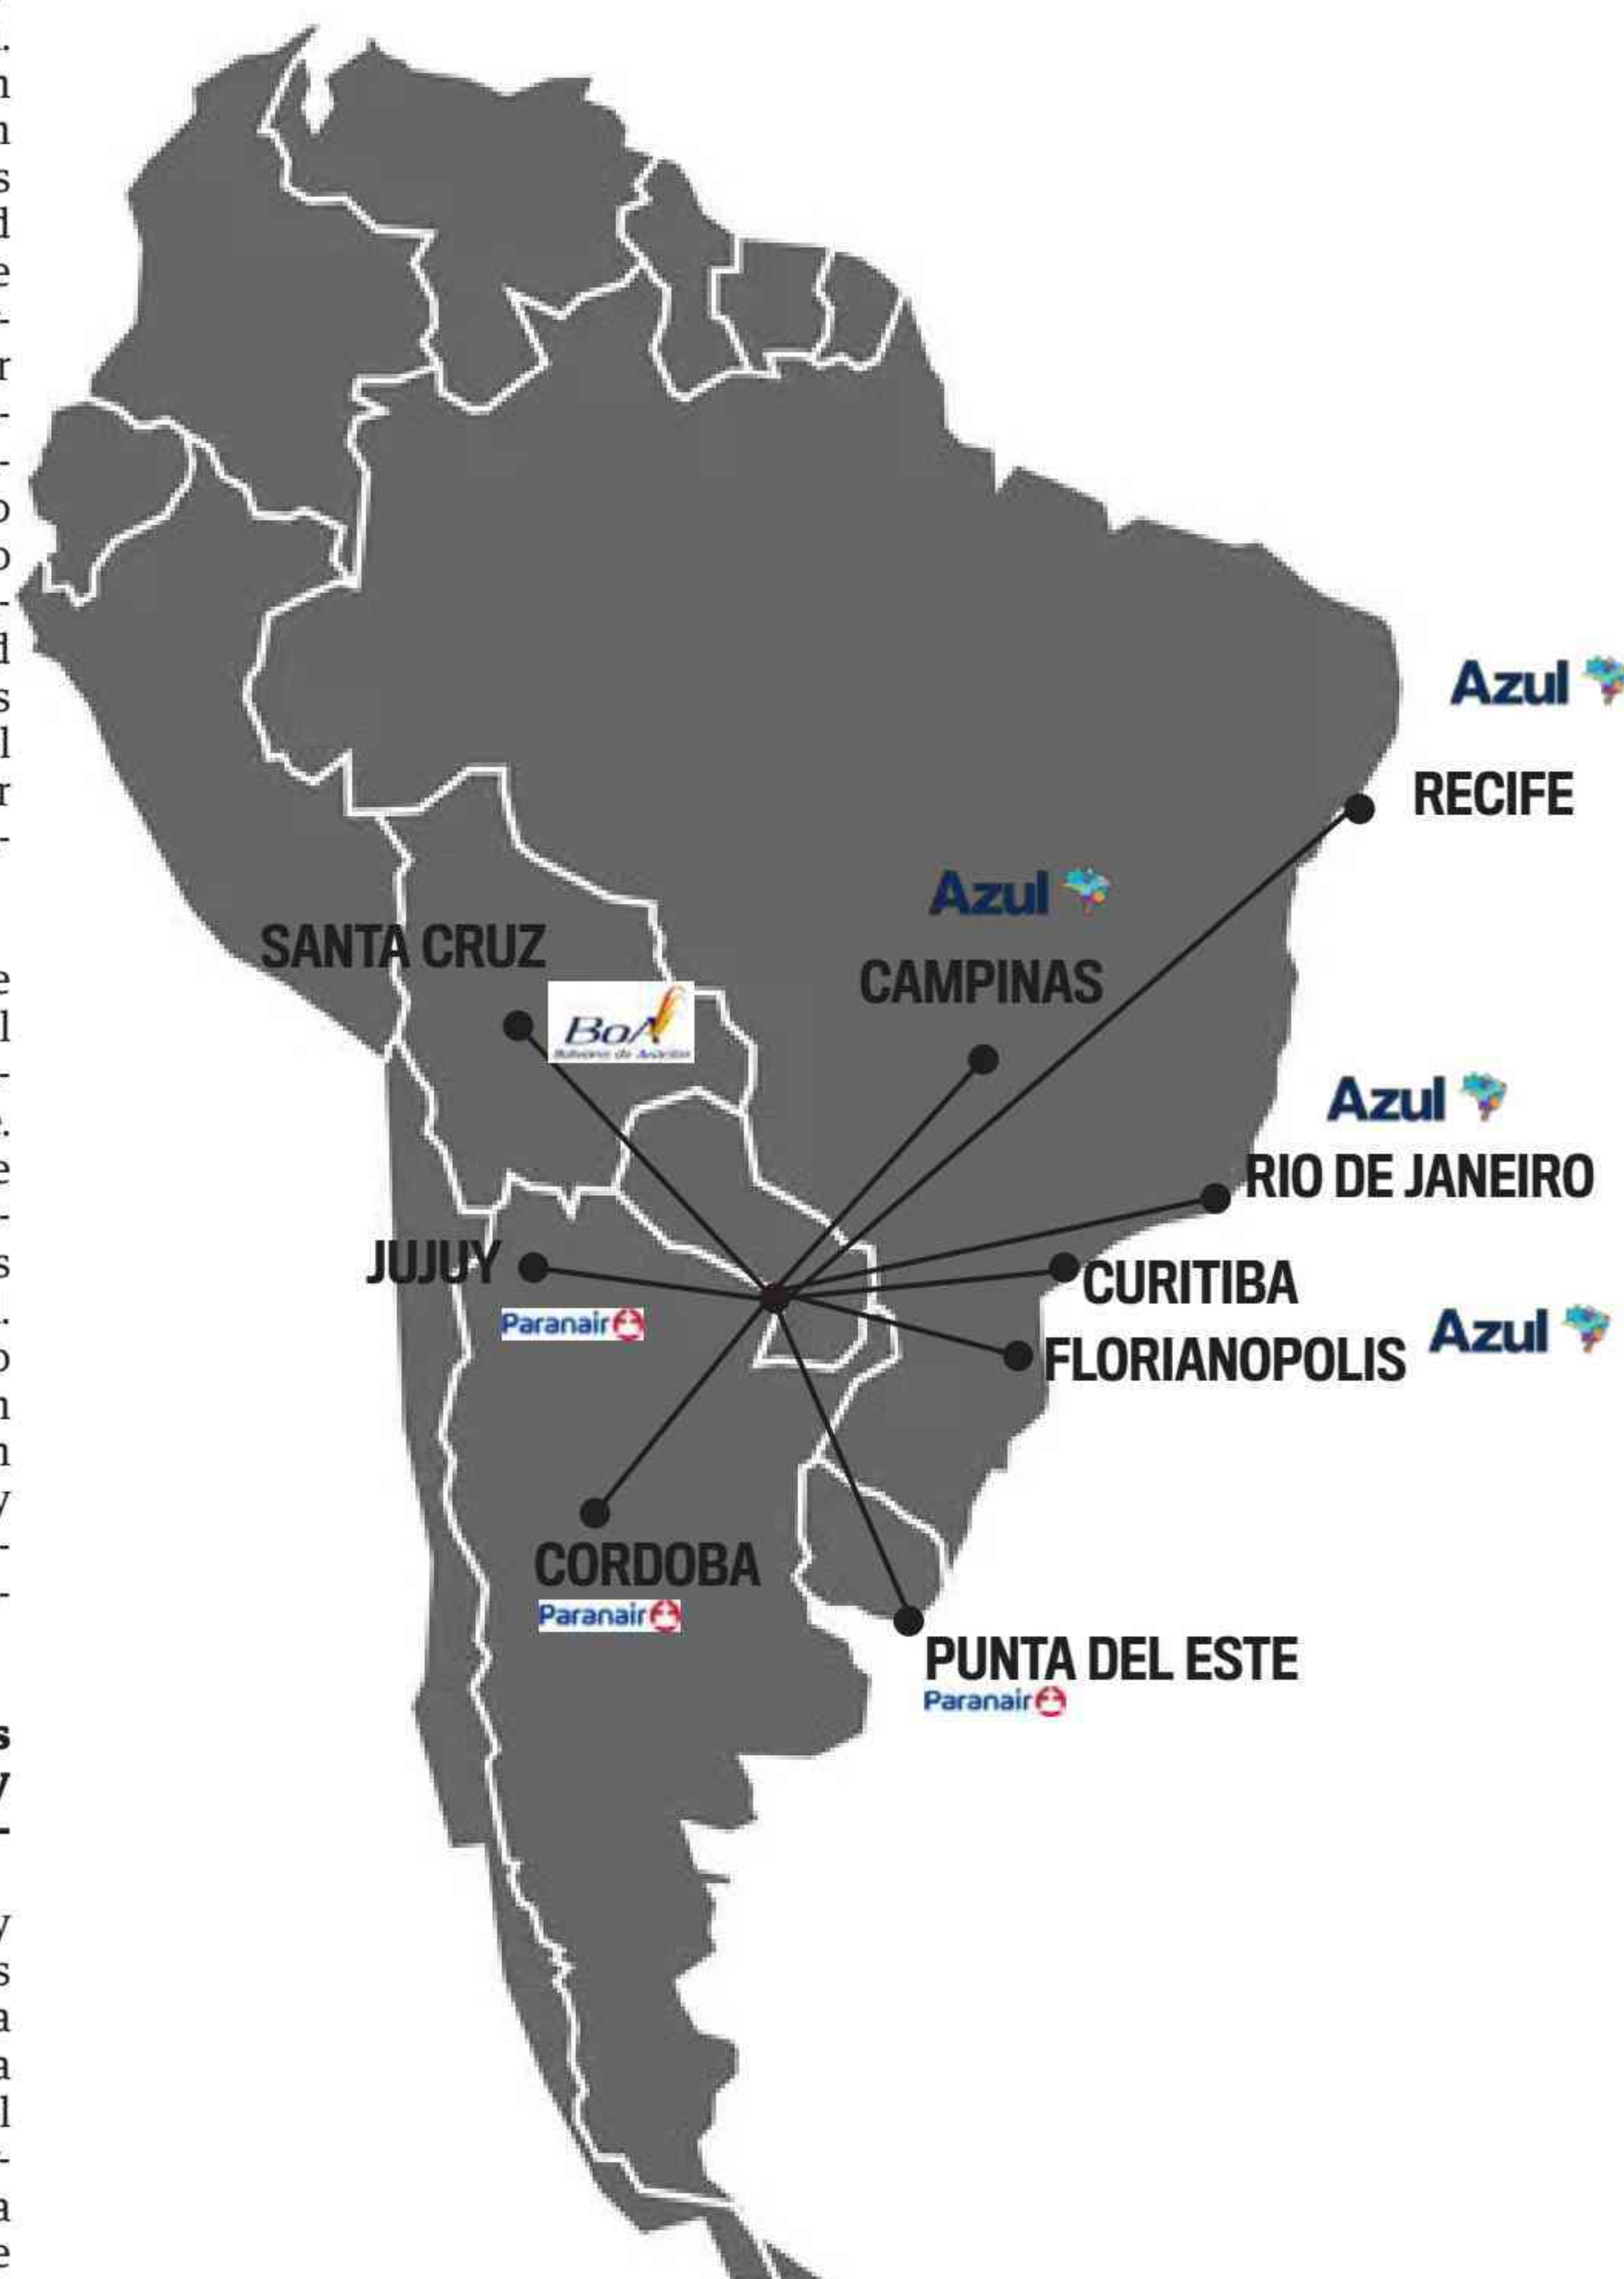 Azul
RECIFE
Azul
SANTA CRUZ
CAMPINAS
BoA
Azul
RIO DE JANEIRO
JUJUY
CURITIBA
Paranair
Azul
FLORIANOPOLIS
CORDOBA
Paranair
PUNTA DEL ESTE
Paranair